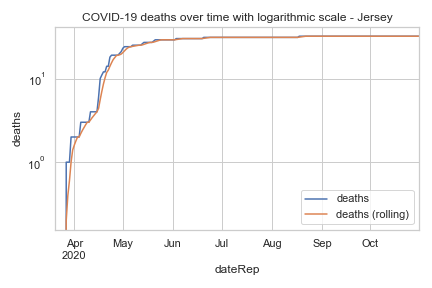 COVID-19 deaths over time with logarithmic scale - Jersey
deaths
10¹
10⁰
deaths
deaths (rolling)
Apr
2020
May
Jun
Jul
Aug
Sep
Oct
dateRep